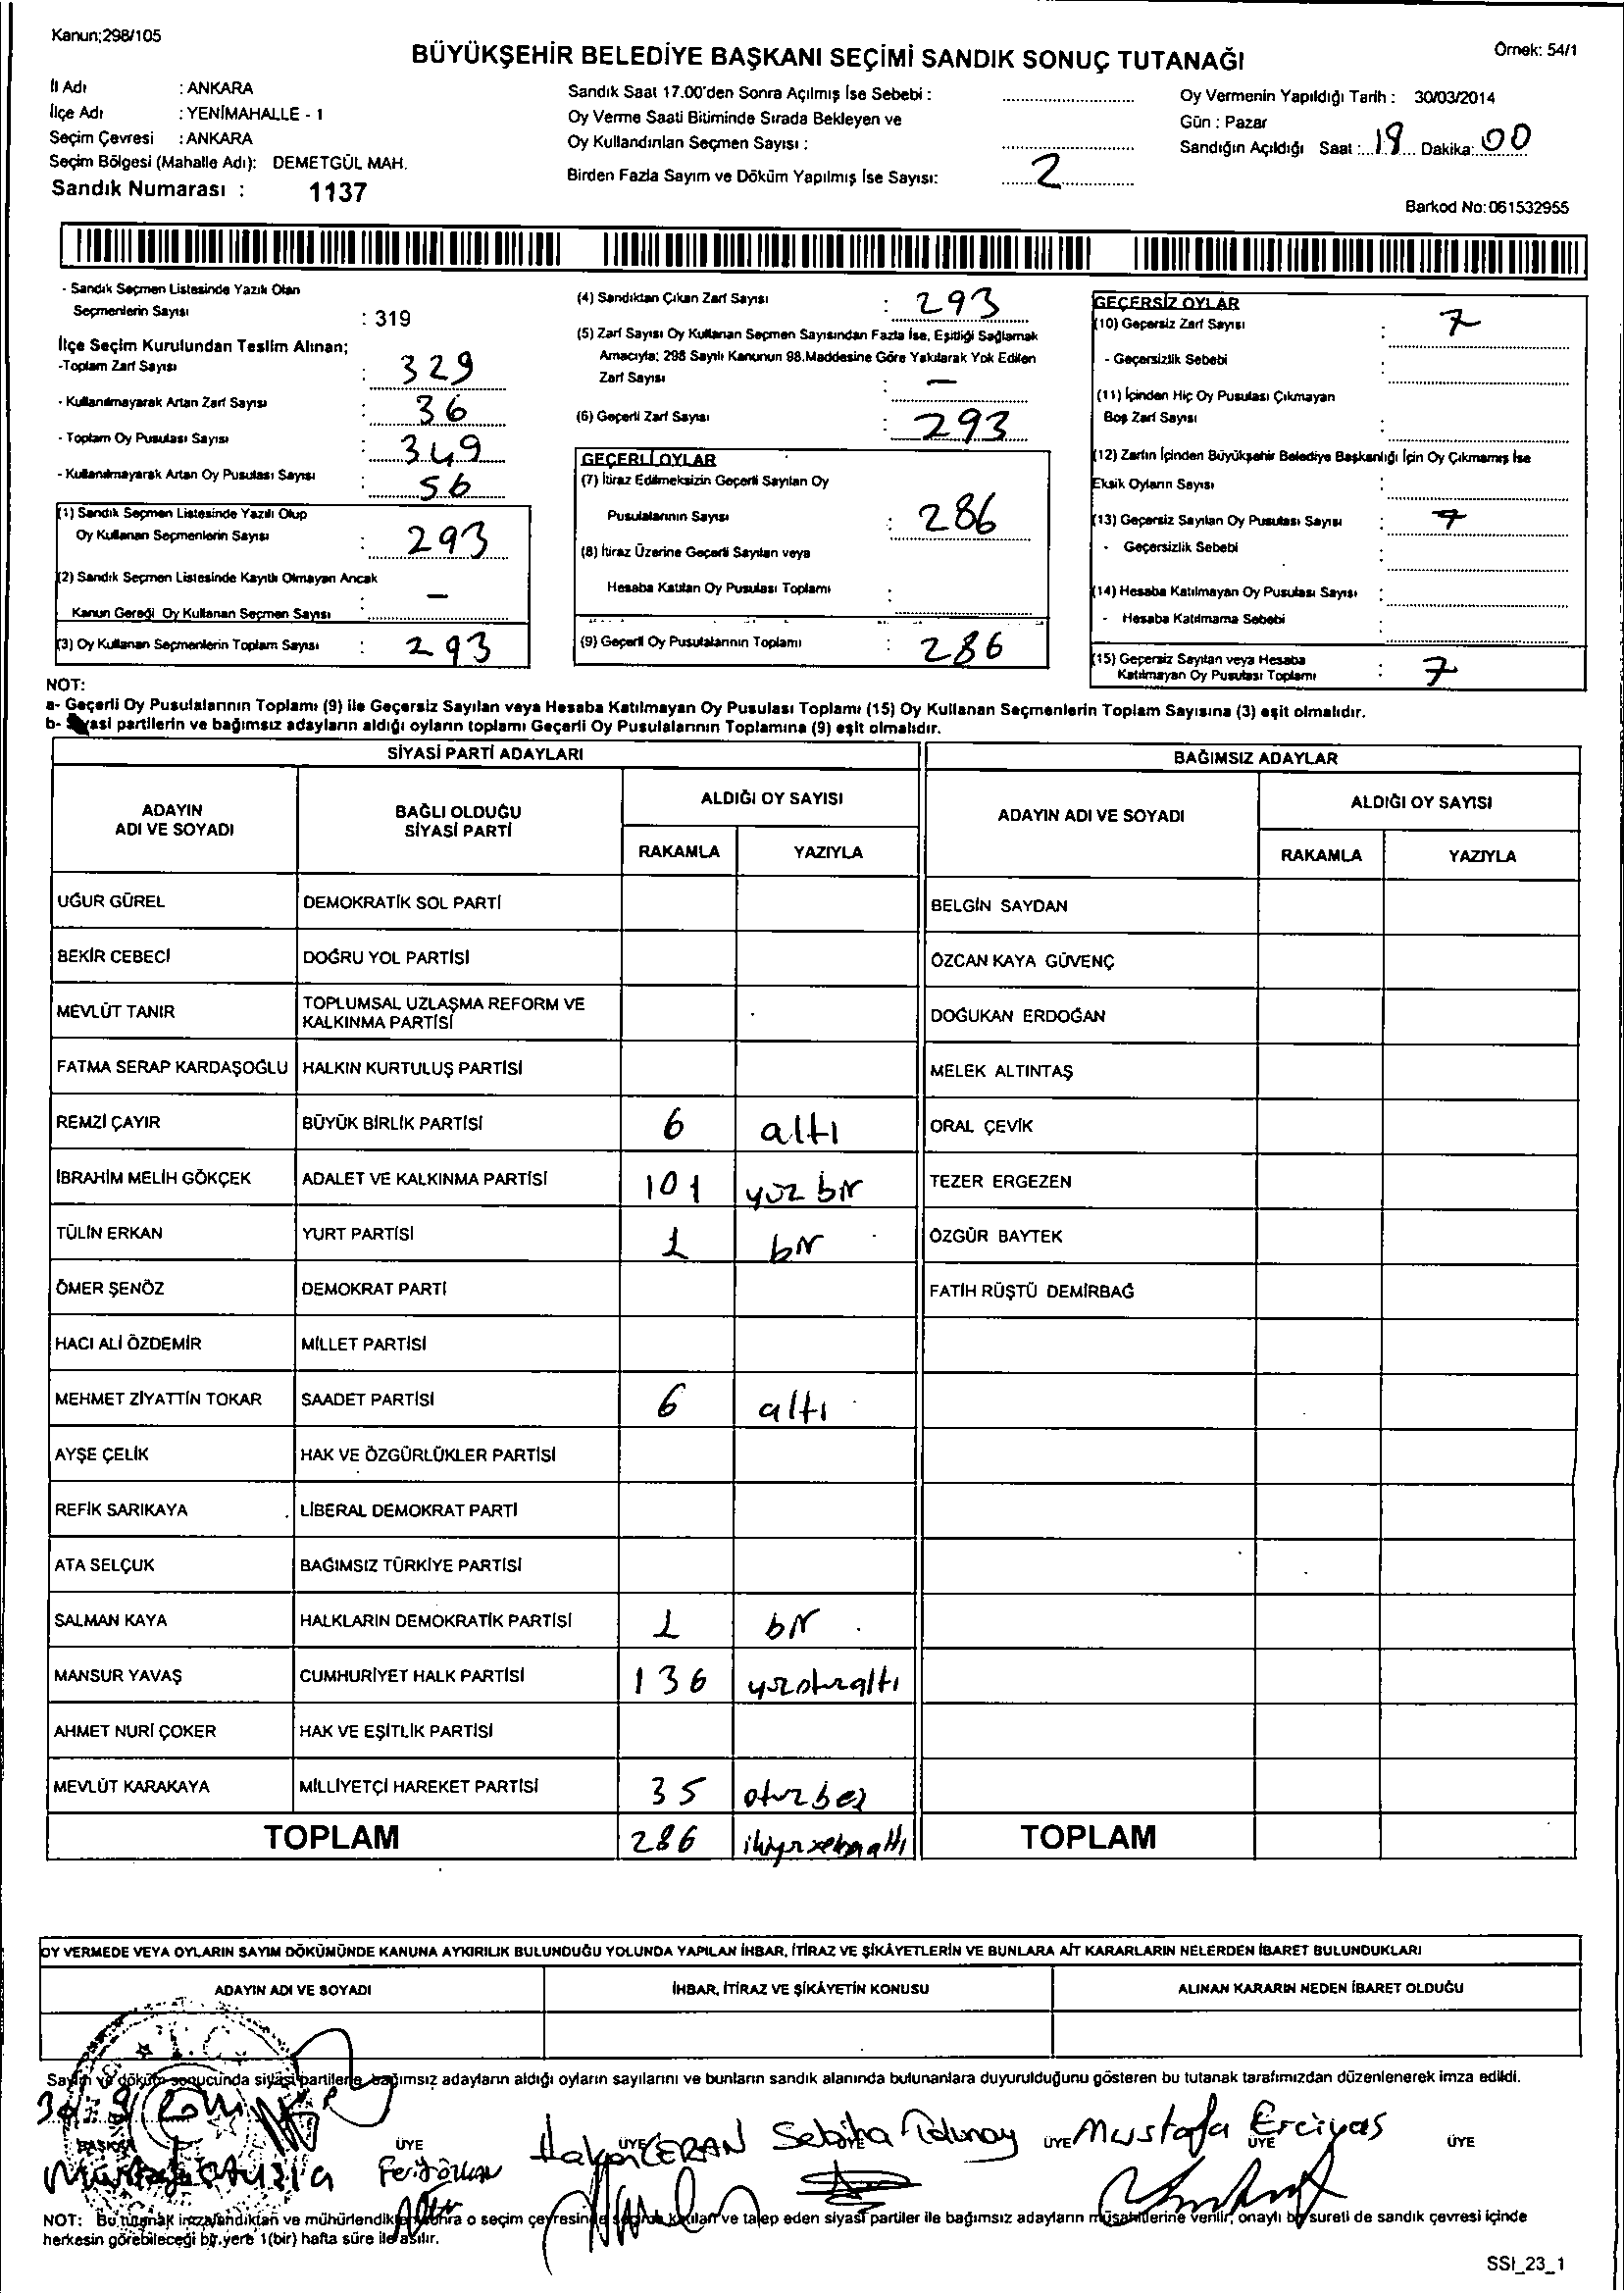 Kanun;298/105
BÜYÜKŞEHİR BELEDİYE BAŞKANI SEÇİMİ SANDIK SONUÇ TUTANAĞI
Örnek: 54/1
İl Adı : ANKARA
İlçe Adı : YENİMAHALLE - 1
Seçim Çevresi : ANKARA
Seçim Bölgesi (Mahalle Adı): DEMETGÜL MAH.
Sandık Numarası : 1137
Sandık Saat 17.00'den Sonra Açılmış İse Sebebi :
Oy Verme Saati Bitiminde Sırada Bekleyen ve
Oy Kullandırılan Seçmen Sayısı :
Birden Fazla Sayım ve Döküm Yapılmış İse Sayısı: 2
Oy Vermenin Yapıldığı Tarih : 30/03/2014
Gün : Pazar
Sandığın Açıldığı Saat : 19 Dakika: 00
Barkod No:061532955
- Sandık Seçmen Listesinde Yazılı Olan
Seçmenlerin Sayısı : 319
İlçe Seçim Kurulundan Teslim Alınan;
-Toplam Zarf Sayısı : 329
- Kullanılmayarak Artan Zarf Sayısı : 36
- Toplam Oy Pusulası Sayısı : 349
- Kullanılmayarak Artan Oy Pusulası Sayısı : 56
(1) Sandık Seçmen Listesinde Yazılı Olup
Oy Kullanan Seçmenlerin Sayısı : 293
(2) Sandık Seçmen Listesinde Kayıtlı Olmayan Ancak
Kanun Gereği Oy Kullanan Seçmen Sayısı : -
(3) Oy Kullanan Seçmenlerin Toplam Sayısı : 293
(4) Sandıktan Çıkan Zarf Sayısı : 293
(5) Zarf Sayısı Oy Kullanan Seçmen Sayısından Fazla İse, Eşitliği Sağlamak
Amacıyla; 298 Sayılı Kanunun 98.Maddesine Göre Yakılarak Yok Edilen
Zarf Sayısı : -
(6) Geçerli Zarf Sayısı : 293
GEÇERLİ OYLAR
(7) İtiraz Edilmeksizin Geçerli Sayılan Oy
Pusulalarının Sayısı : 286
(8) İtiraz Üzerine Geçerli Sayılan veya
Hesaba Katılan Oy Pusulası Toplamı :
(9) Geçerli Oy Pusulalarının Toplamı : 286
GEÇERSİZ OYLAR
(10) Geçersiz Zarf Sayısı : 7
- Geçersizlik Sebebi :
(11) İçinden Hiç Oy Pusulası Çıkmayan
Boş Zarf Sayısı :
(12) Zarfın İçinden Büyükşehir Belediye Başkanlığı İçin Oy Çıkmamış İse
Eksik Oyların Sayısı :
(13) Geçersiz Sayılan Oy Pusulası Sayısı : 7
- Geçersizlik Sebebi :
(14) Hesaba Katılmayan Oy Pusulası Sayısı :
- Hesaba Katılmama Sebebi :
(15) Geçersiz Sayılan veya Hesaba
Katılmayan Oy Pusulası Toplamı : 7
NOT:
a- Geçerli Oy Pusulalarının Toplamı (9) ile Geçersiz Sayılan veya Hesaba Katılmayan Oy Pusulası Toplamı (15) Oy Kullanan Seçmenlerin Toplam Sayısına (3) eşit olmalıdır.
b- Siyasi partilerin ve bağımsız adayların aldığı oyların toplamı Geçerli Oy Pusulalarının Toplamına (9) eşit olmalıdır.
SİYASİ PARTİ ADAYLARI
ADAYIN ADI VE SOYADI
BAĞLI OLDUĞU SİYASİ PARTİ
ALDIĞI OY SAYISI
RAKAMLA YAZIYLA
UĞUR GÜREL DEMOKRATİK SOL PARTİ
BEKİR CEBECİ DOĞRU YOL PARTİSİ
MEVLÜT TANIR TOPLUMSAL UZLAŞMA REFORM VE
KALKINMA PARTİSİ
FATMA SERAP KARDAŞOĞLU HALKIN KURTULUŞ PARTİSİ
REMZİ ÇAYIR BÜYÜK BİRLİK PARTİSİ 6 altı
İBRAHİM MELİH GÖKÇEK ADALET VE KALKINMA PARTİSİ 101 yüz bir
TÜLİN ERKAN YURT PARTİSİ 1 bir
ÖMER ŞENÖZ DEMOKRAT PARTİ
HACI ALİ ÖZDEMİR MİLLET PARTİSİ
MEHMET ZİYATTİN TOKAR SAADET PARTİSİ 6 altı
AYŞE ÇELİK HAK VE ÖZGÜRLÜKLER PARTİSİ
REFİK SARIKAYA LİBERAL DEMOKRAT PARTİ
ATA SELÇUK BAĞIMSIZ TÜRKİYE PARTİSİ
SALMAN KAYA HALKLARIN DEMOKRATİK PARTİSİ 1 bir
MANSUR YAVAŞ CUMHURİYET HALK PARTİSİ 136 yüzotuzaltı
AHMET NURİ ÇOKER HAK VE EŞİTLİK PARTİSİ
MEVLÜT KARAKAYA MİLLİYETÇİ HAREKET PARTİSİ 35 otuzbeş
TOPLAM 286 ikiyüzseksenaltı
BAĞIMSIZ ADAYLAR
ADAYIN ADI VE SOYADI
ALDIĞI OY SAYISI
RAKAMLA YAZIYLA
BELGİN SAYDAN
ÖZCAN KAYA GÜVENÇ
DOĞUKAN ERDOĞAN
MELEK ALTINTAŞ
ORAL ÇEVİK
TEZER ERGEZEN
ÖZGÜR BAYTEK
FATİH RÜŞTÜ DEMİRBAĞ
TOPLAM
OY VERMEDE VEYA OYLARIN SAYIM DÖKÜMÜNDE KANUNA AYKIRILIK BULUNDUĞU YOLUNDA YAPILAN İHBAR, İTİRAZ VE ŞİKÂYETLERİN VE BUNLARA AİT KARARLARIN NELERDEN İBARET BULUNDUKLARI
ADAYIN ADI VE SOYADI İHBAR, İTİRAZ VE ŞİKÂYETİN KONUSU ALINAN KARARIN NEDEN İBARET OLDUĞU
Sayım ve döküm sonucunda siyasi partilerle bağımsız adayların aldığı oyların sayılarını ve bunların sandık alanında bulunanlara duyurulduğunu gösteren bu tutanak tarafımızdan düzenlenerek imza edildi.
BAŞKAN ÜYE ÜYE ÜYE ÜYE ÜYE
Hakan CERAN Sebiha Mustafa Erciyas
NOT: Bu tutanak imzalandıktan ve mühürlendikten sonra o seçim çevresinde seçime katılan ve talep eden siyasi partiler ile bağımsız adayların müşahitlerine verilir, onaylı bir sureti de sandık çevresi içinde
herkesin görebileceği bir yere 1(bir) hafta süre ile asılır.
SSI_23_1